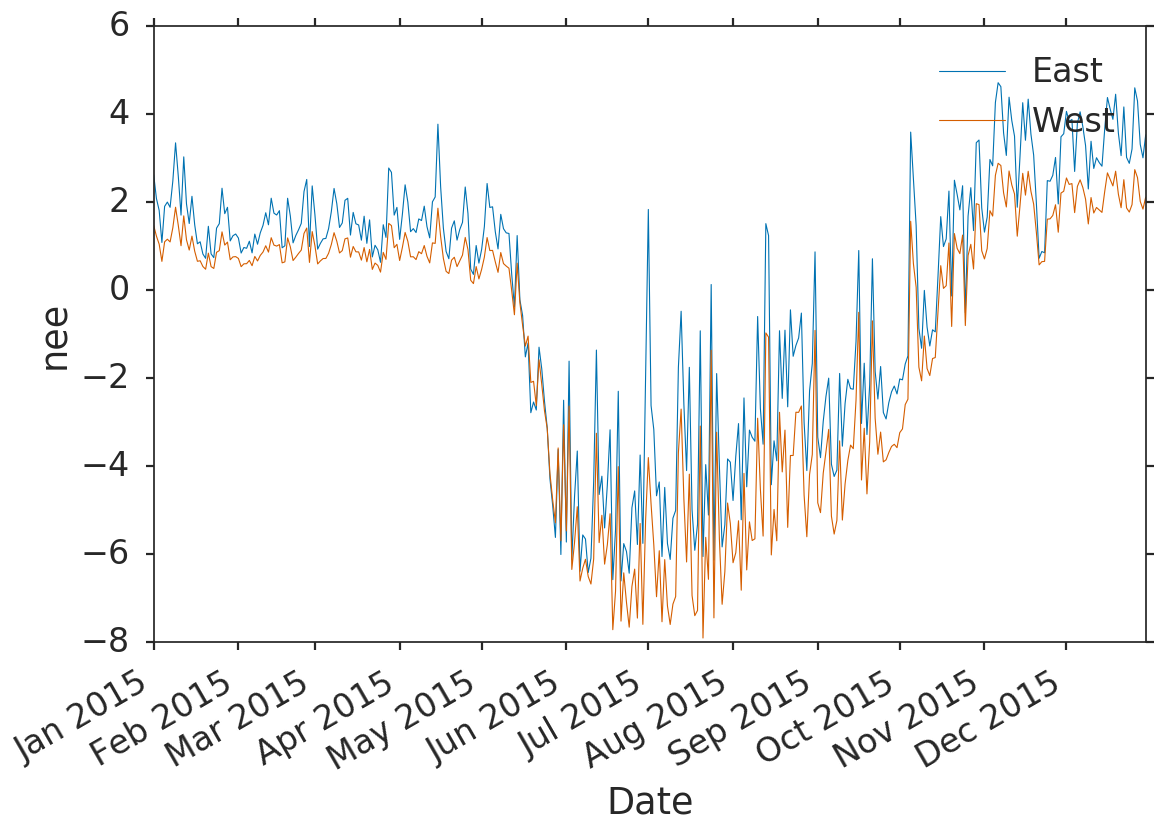 6
4
2
0
−2
−4
−6
−8
nee
East
West
Jan 2015
Feb 2015
Mar 2015
Apr 2015
May 2015
Jun 2015
Jul 2015
Aug 2015
Sep 2015
Oct 2015
Nov 2015
Dec 2015
Date